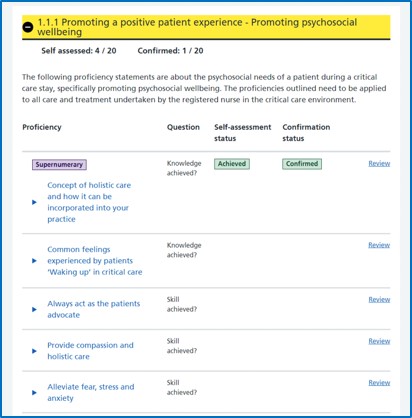 1.1.1 Promoting a positive patient experience - Promoting psychosocial
wellbeing
Self assessed: 4 / 20 Confirmed: 1 / 20
The following proficiency statements are about the psychosocial needs of a patient during a critical
care stay, specifically promoting psychosocial wellbeing. The proficiencies outlined need to be applied
to all care and treatment undertaken by the registered nurse in the critical care environment.
Proficiency Question Self-assessment Confirmation
status status
Supernumerary Knowledge Achieved Confirmed Review
achieved?
Concept of holistic care
and how it can be
incorporated into your
practice
Knowledge Review
Common feelings achieved?
experienced by patients
'Waking up' in critical care
Skill Review
Always act as the patients achieved?
advocate
Skill Review
Provide compassion and achieved?
holistic care
Skill Review
Alleviate fear, stress and achieved?
anxiety